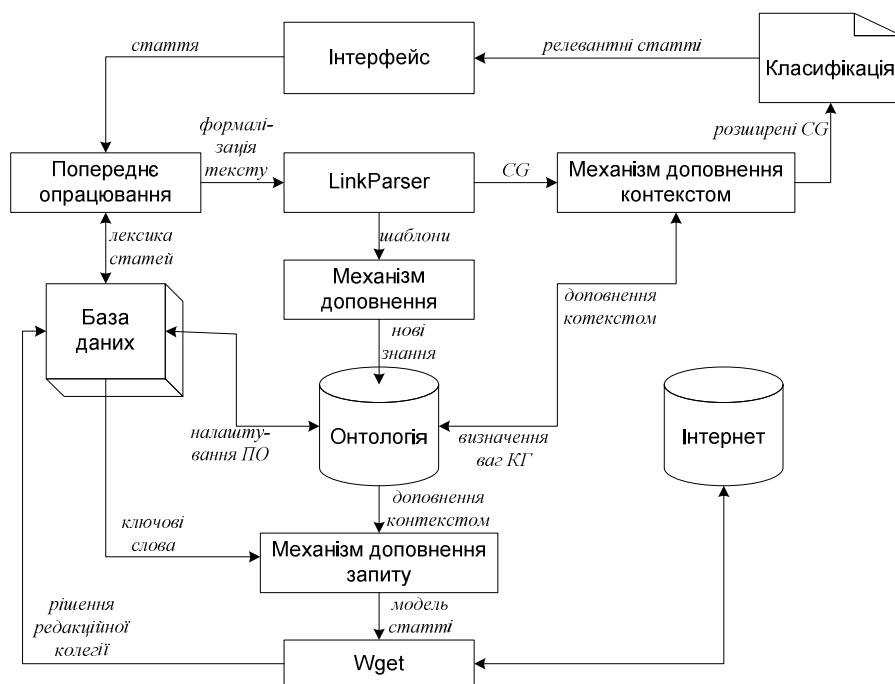 стаття
Інтерфейс
релевантні статті
Класифікація
формалі-
зація
тексту
розширені CG
Попереднє
опрацювання
LinkParser
CG
Механізм доповнення
контекстом
лексика
статей
шаблони
Механізм
доповнення
доповнення
котекстом
База
даних
нові
знання
налашту-
вання ПО
Онтологія
визначення
ваг КГ
Інтернет
доповнення
контекстом
ключові
слова
Механізм доповнення
запиту
рішення
редакційної
колегії
модель
статті
Wget